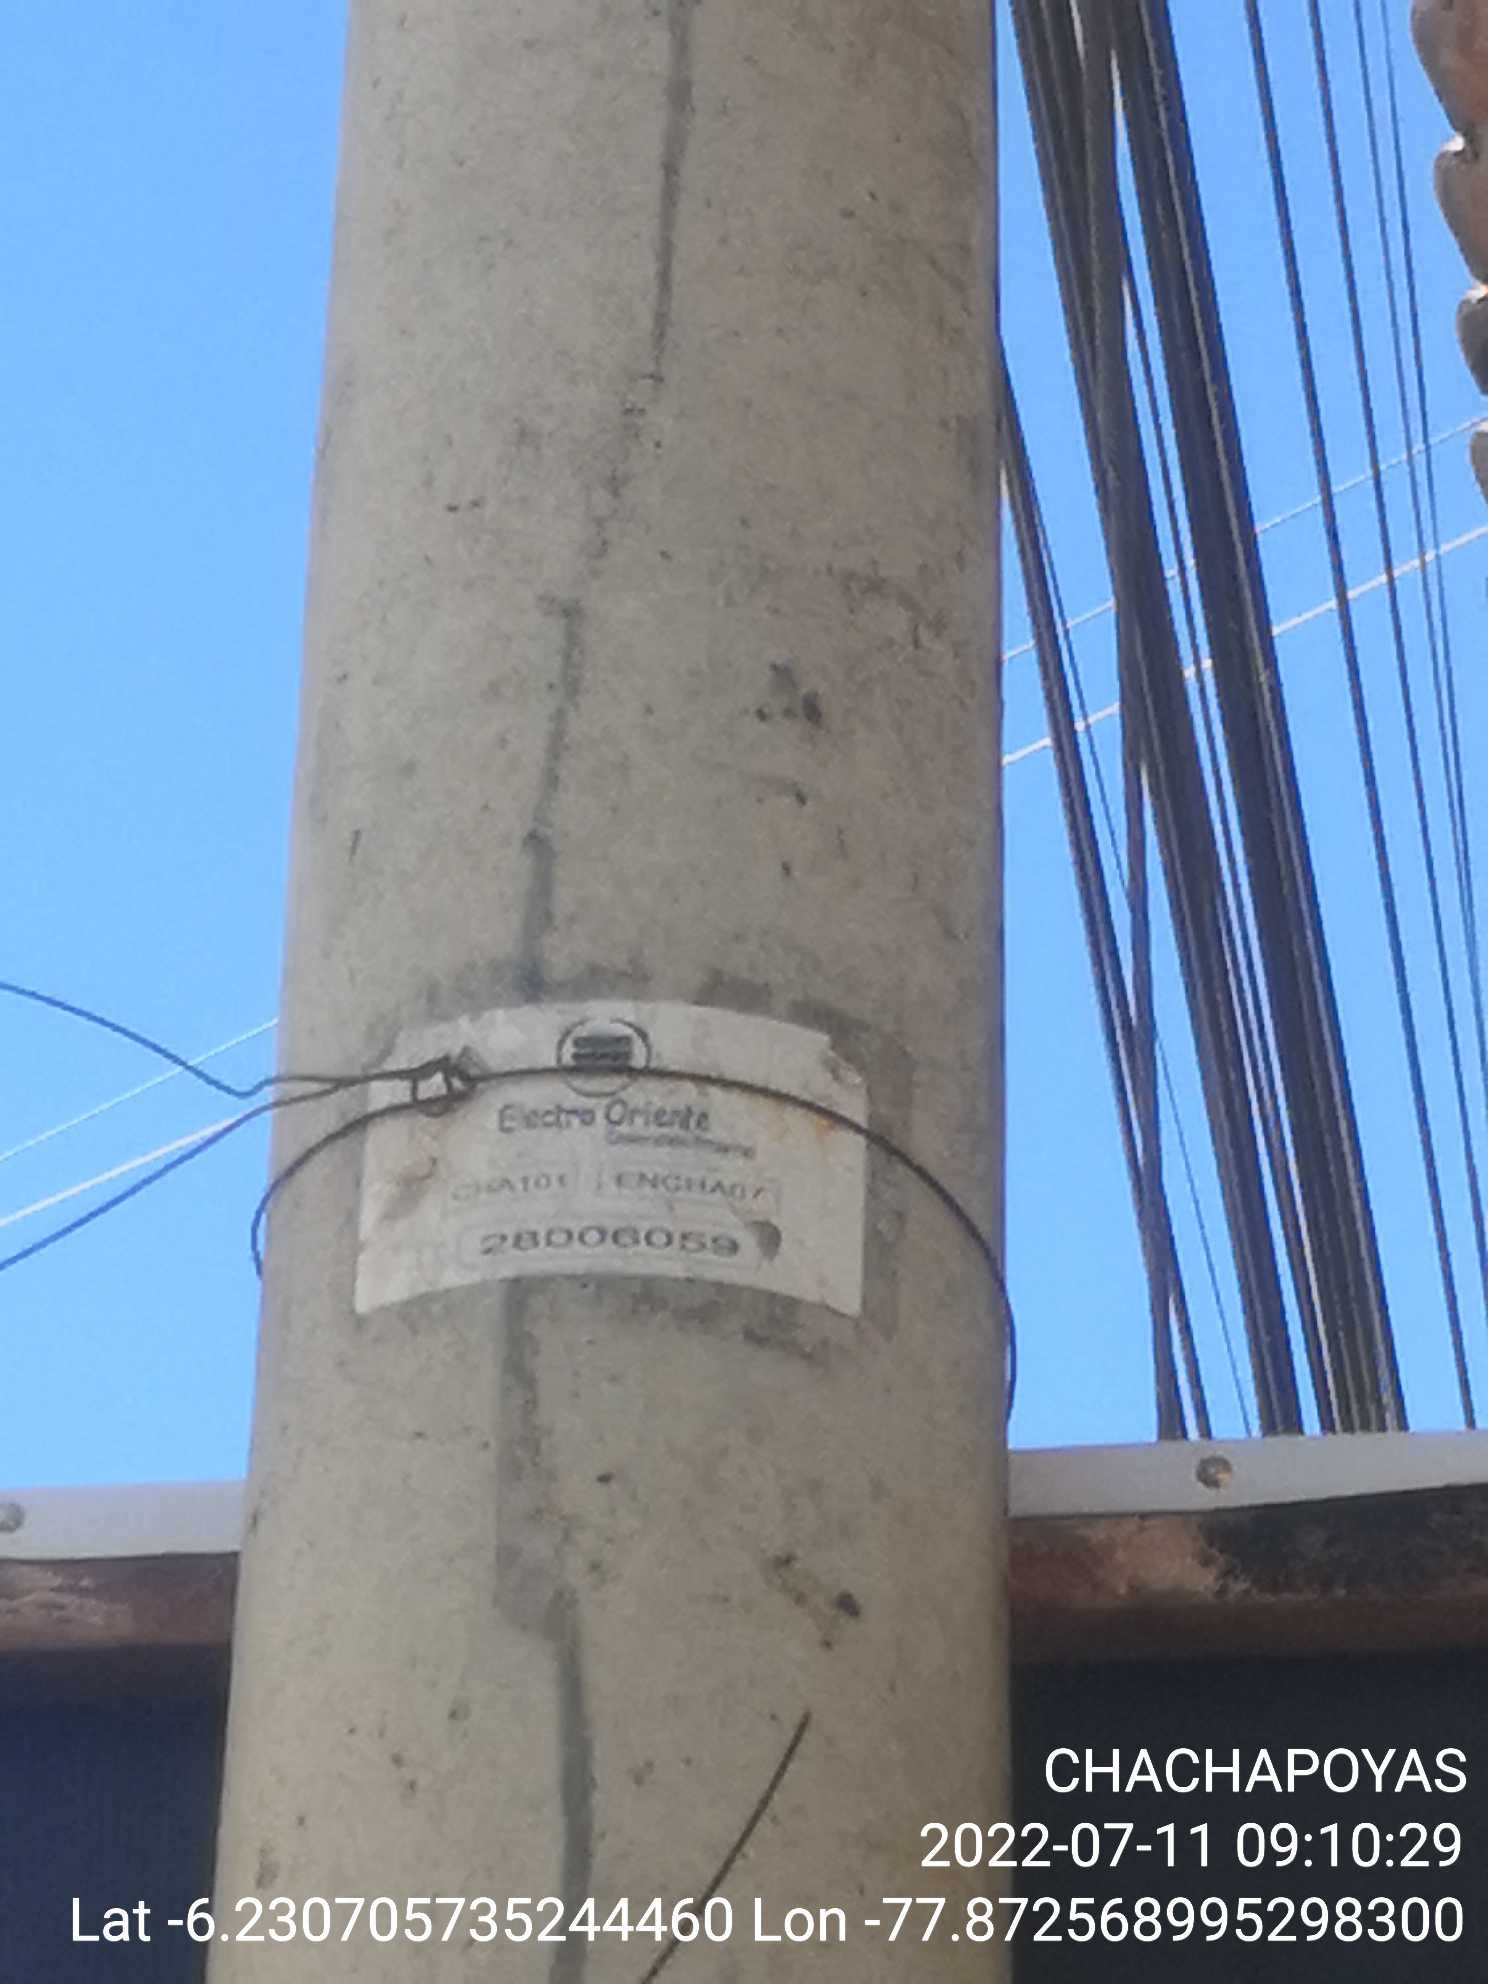 Electro Oriente
CHA101 ENCHA07
28006059
CHACHAPOYAS
2022-07-11 09:10:29
Lat -6.230705735244460 Lon -77.872568995298300